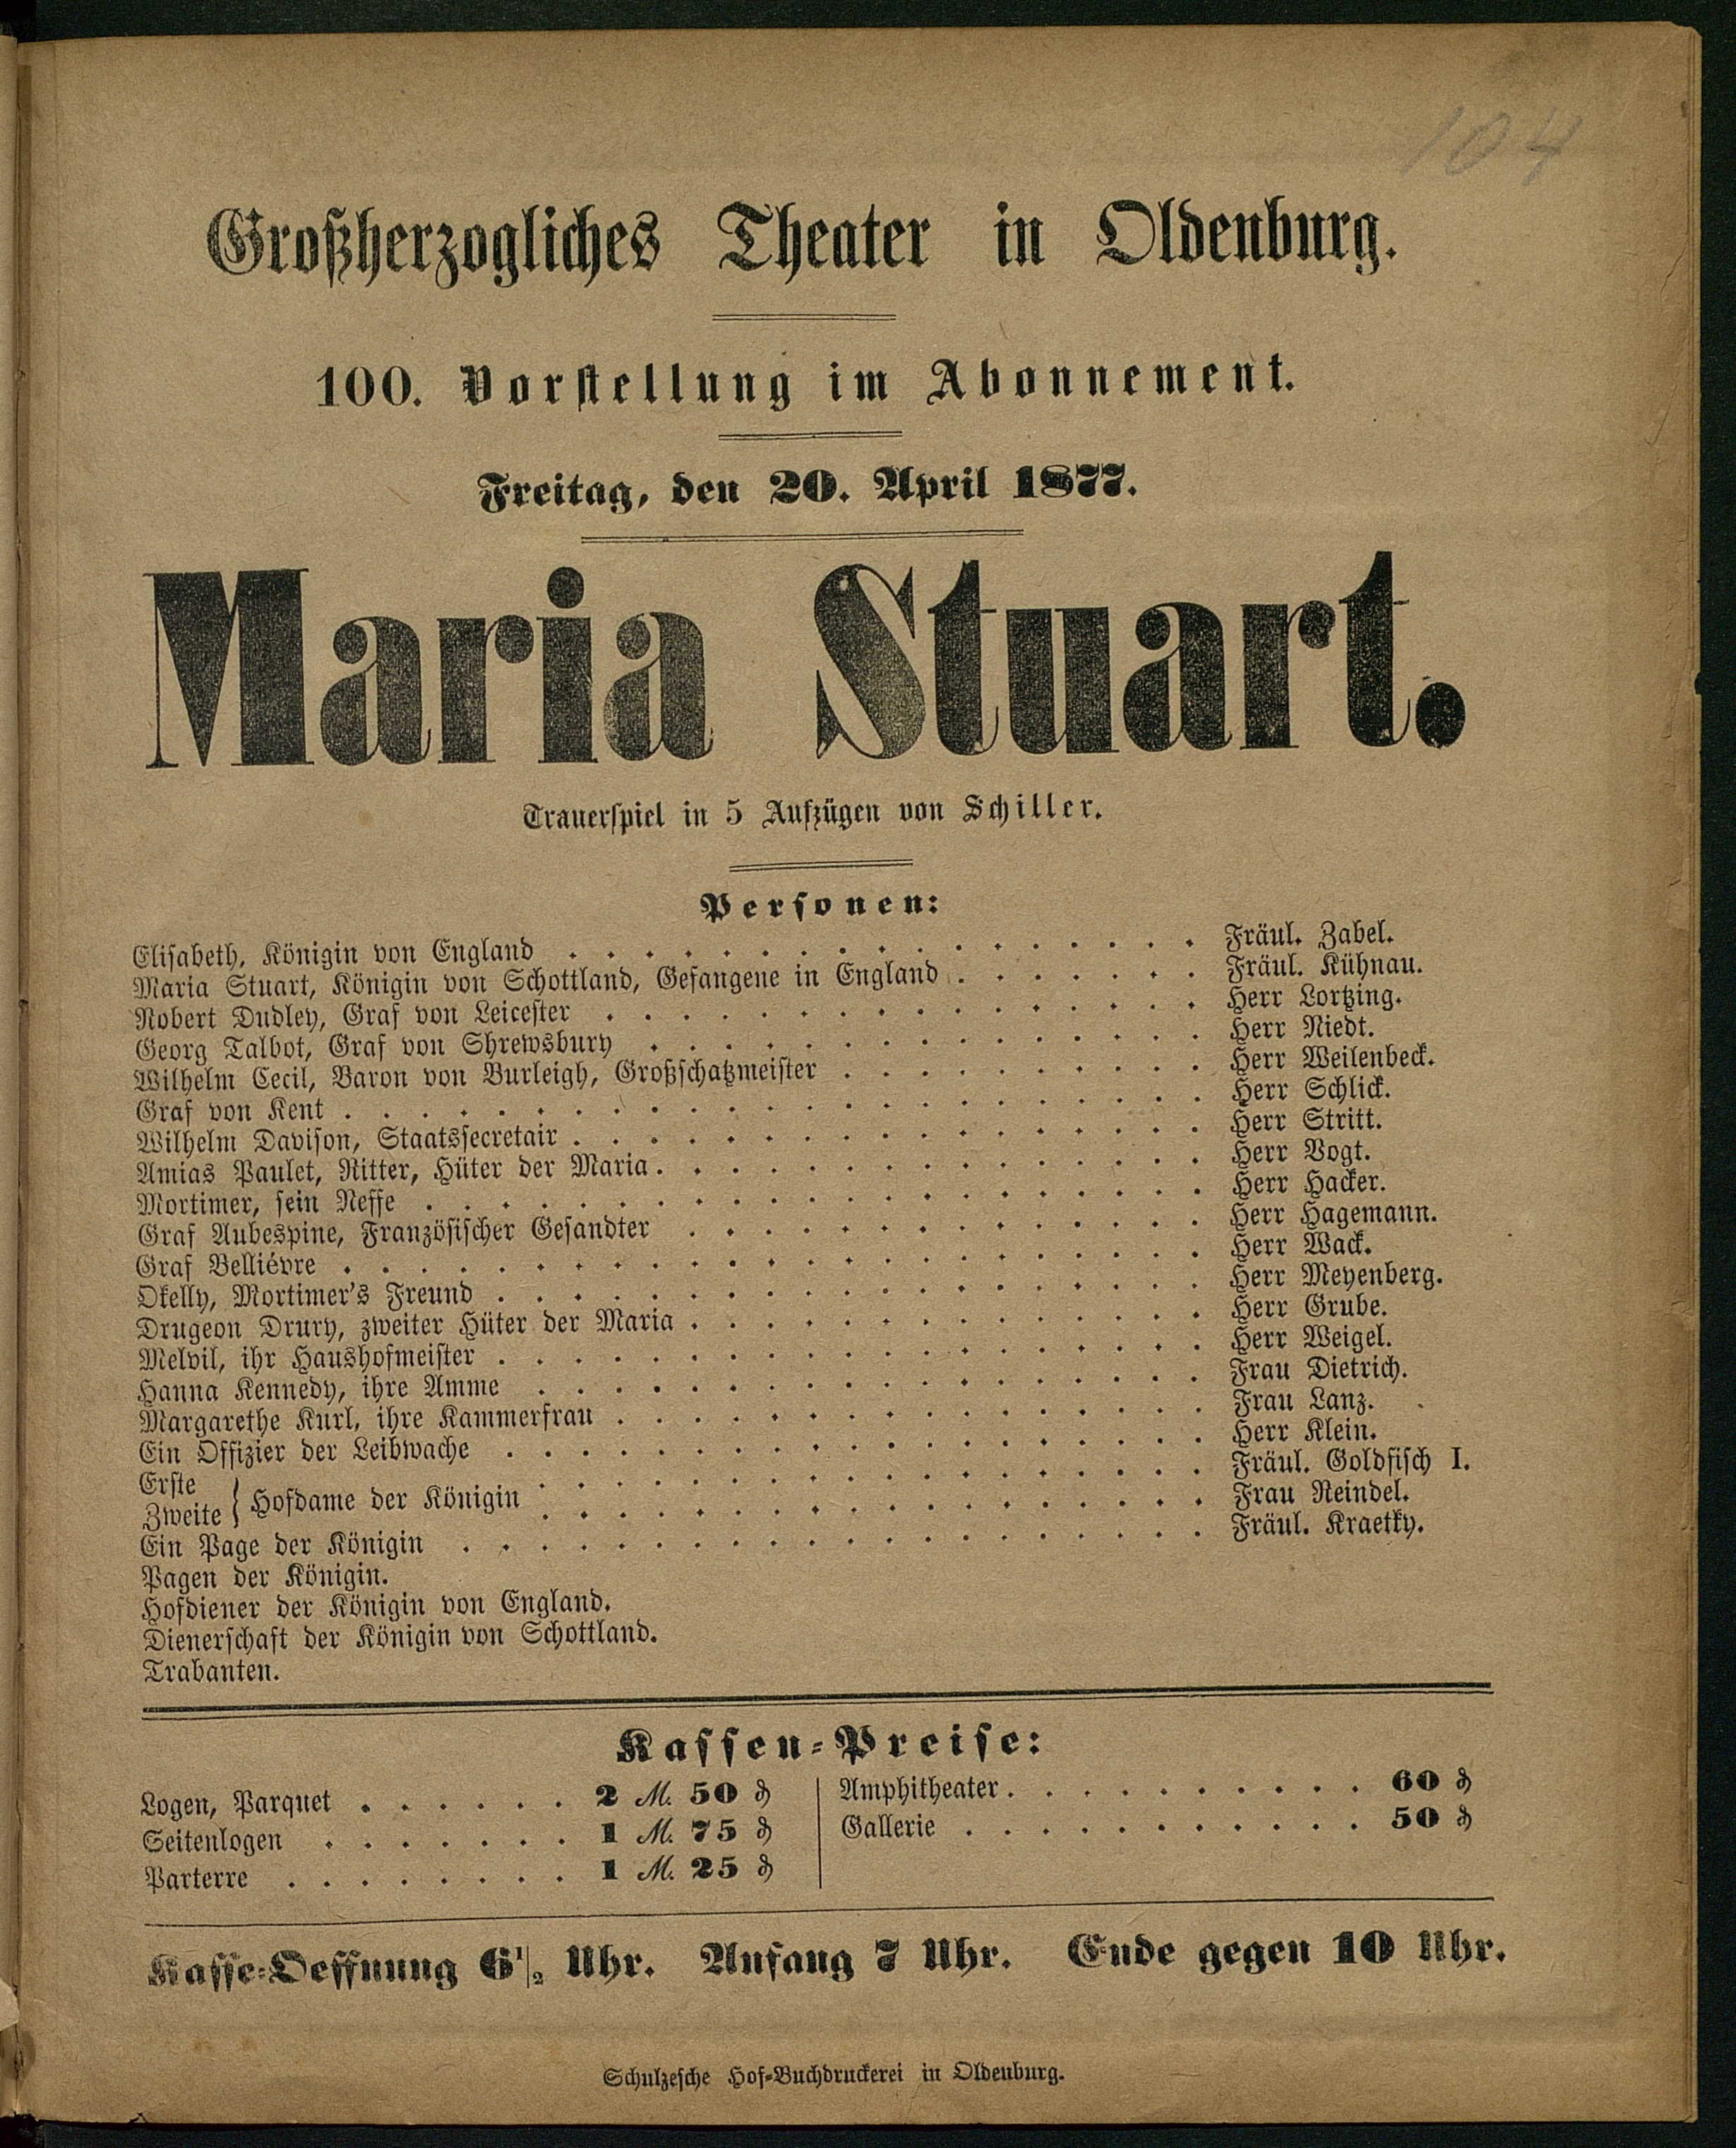 104
Großherzogliches Theater in Oldenburg.
100. Vorstellung im Abonnement.
Freitag, den 20. April 1877.
Maria Stuart.
Trauerspiel in 5 Aufzügen von Schiller.
Personen:
Elisabeth, Königin von England . . . . . . . . . . . . . . . . . Fräul. Zabel.
Maria Stuart, Königin von Schottland, Gefangene in England . . . . . . . Fräul. Kühnau.
Robert Dudley, Graf von Leicester . . . . . . . . . . . . . . . . Herr Lortzing.
Georg Talbot, Graf von Shrewsbury . . . . . . . . . . . . . . . Herr Niedt.
Wilhelm Cecil, Baron von Burleigh, Großschatzmeister . . . . . . . . . . Herr Weilenbeck.
Graf von Kent . . . . . . . . . . . . . . . . . . . . . . . Herr Schlick.
Wilhelm Davison, Staatssecretair . . . . . . . . . . . . . . . . . Herr Stritt.
Amias Paulet, Ritter, Hüter der Maria . . . . . . . . . . . . . . . Herr Vogt.
Mortimer, sein Neffe . . . . . . . . . . . . . . . . . . . . . Herr Hacker.
Graf Aubespine, Französischer Gesandter . . . . . . . . . . . . . . Herr Hagemann.
Graf Belliévre . . . . . . . . . . . . . . . . . . . . . . . Herr Wack.
Okelly, Mortimer's Freund . . . . . . . . . . . . . . . . . . . Herr Meyenberg.
Drugeon Drury, zweiter Hüter der Maria . . . . . . . . . . . . . . Herr Grube.
Melvil, ihr Haushofmeister . . . . . . . . . . . . . . . . . . . Herr Weigel.
Hanna Kennedy, ihre Amme . . . . . . . . . . . . . . . . . . Frau Dietrich.
Margarethe Kurl, ihre Kammerfrau . . . . . . . . . . . . . . . . Frau Lanz.
Ein Offizier der Leibwache . . . . . . . . . . . . . . . . . . . Herr Klein.
Erste } Hofdame der Königin . . . . . . . . . . . . . . . . . . Fräul. Goldfisch I.
Zweite } . . . . . . . . . . . . . . . . . . Frau Reindel.
Ein Page der Königin . . . . . . . . . . . . . . . . . . . . Fräul. Kraetky.
Pagen der Königin.
Hofdiener der Königin von England.
Dienerschaft der Königin von Schottland.
Trabanten.
Kassen-Preise:
Logen, Parquet . . . . . . 2 M. 50 ₰
Seitenlogen . . . . . . . 1 M. 75 ₰
Parterre . . . . . . . . 1 M. 25 ₰
Amphitheater . . . . . . . . . . 60 ₰
Gallerie . . . . . . . . . . . 50 ₰
Kasse-Oeffnung 6 1/2 Uhr. Anfang 7 Uhr. Ende gegen 10 Uhr.
Schulzesche Hof-Buchdruckerei in Oldenburg.